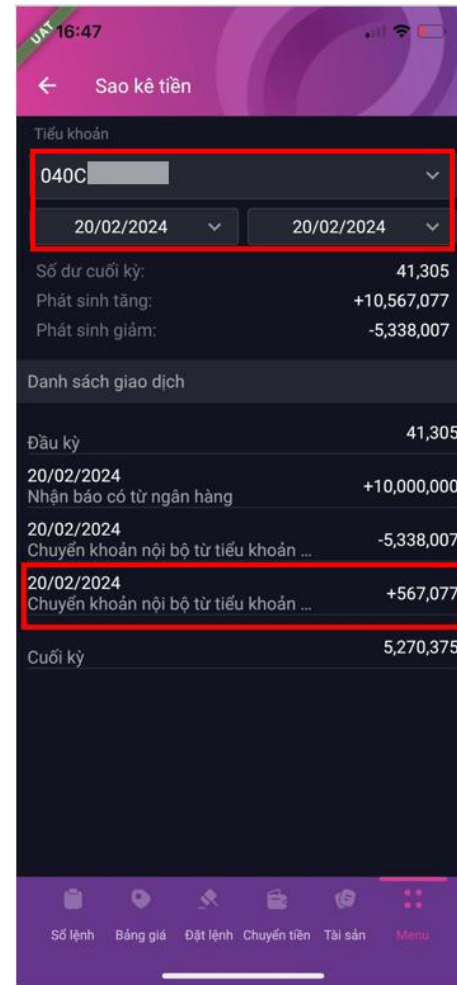 UAT
16:47
Sao kê tiền
Tiểu khoản
040C
20/02/2024 20/02/2024
Số dư cuối kỳ: 41,305
Phát sinh tăng: +10,567,077
Phát sinh giảm: -5,338,007
Danh sách giao dịch
Đầu kỳ 41,305
20/02/2024
Nhận báo có từ ngân hàng +10,000,000
20/02/2024
Chuyển khoản nội bộ từ tiểu khoản ... -5,338,007
20/02/2024
Chuyển khoản nội bộ từ tiểu khoản ... +567,077
Cuối kỳ 5,270,375
Sổ lệnh Bảng giá Đặt lệnh Chuyển tiền Tài sản Menu